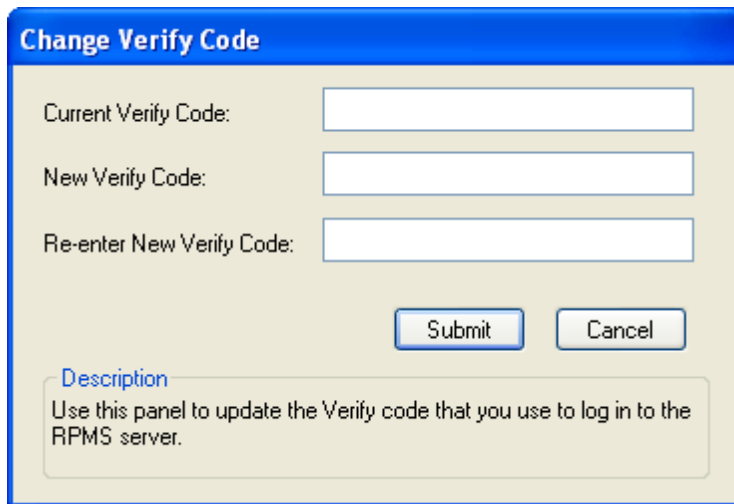 Change Verify Code
Current Verify Code:
New Verify Code:
Re-enter New Verify Code:
Submit Cancel
Description
Use this panel to update the Verify code that you use to log in to the
RPMS server.